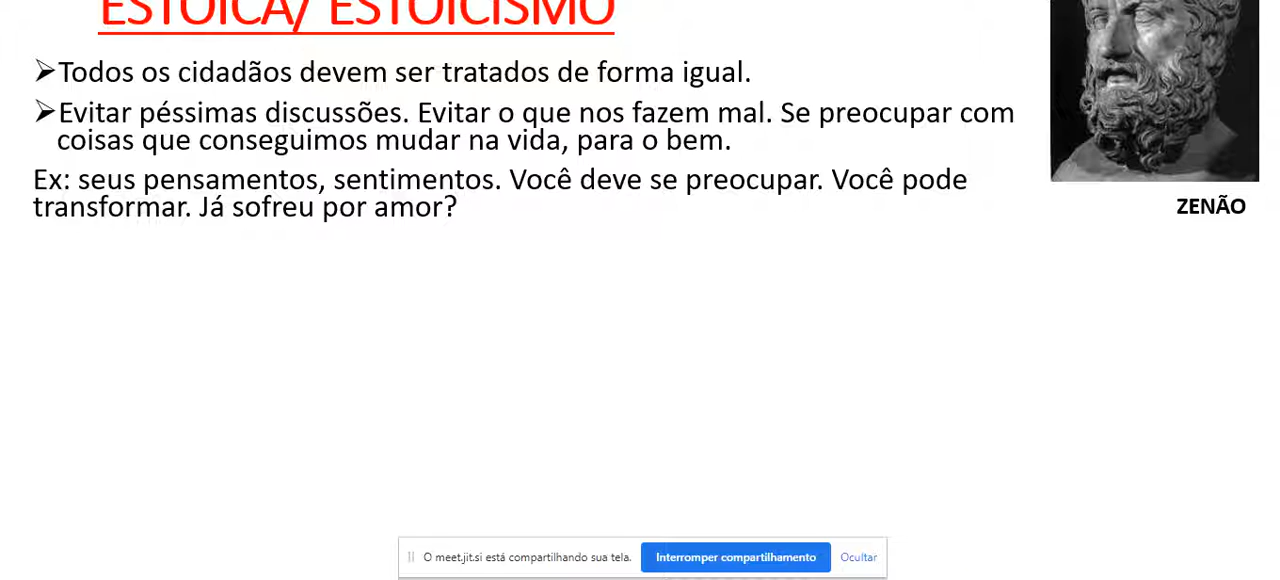 ESTOICA/ ESTOICISMO
➢Todos os cidadãos devem ser tratados de forma igual.
➢Evitar péssimas discussões. Evitar o que nos fazem mal. Se preocupar com
coisas que conseguimos mudar na vida, para o bem.
Ex: seus pensamentos, sentimentos. Você deve se preocupar. Você pode
transformar. Já sofreu por amor?
ZENÃO
O meet.jit.si está compartilhando sua tela. Interromper compartilhamento Ocultar